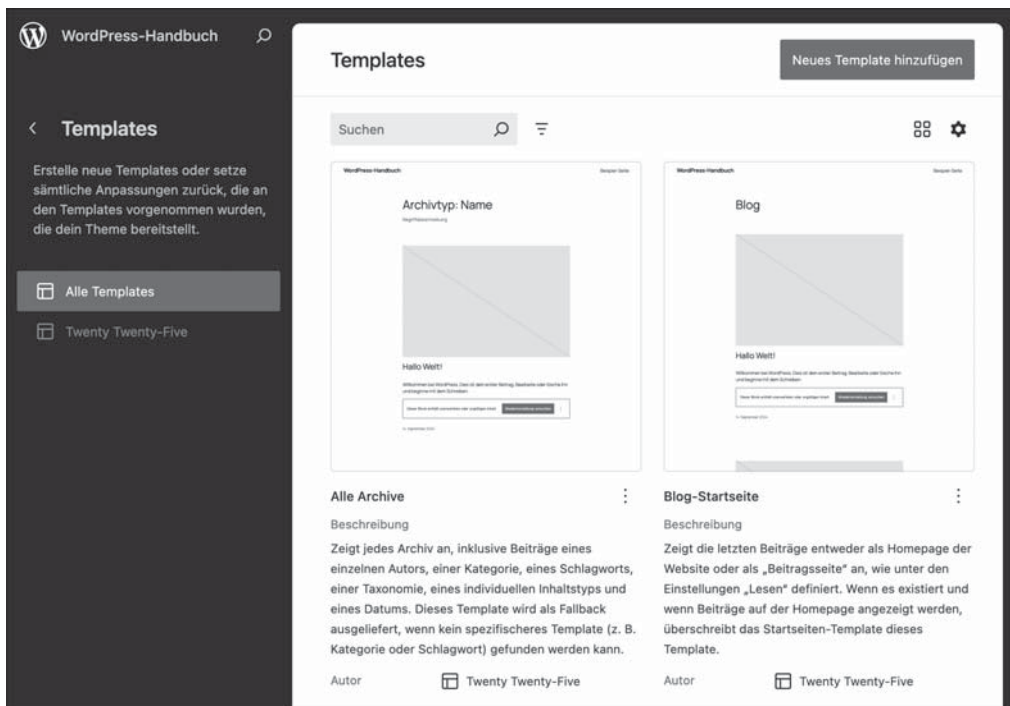 WordPress-Handbuch
Templates
Erstelle neue Templates oder setze
sämtliche Anpassungen zurück, die an
den Templates vorgenommen wurden,
die dein Theme bereitstellt.
Alle Templates
Twenty Twenty-Five
Templates
Neues Template hinzufügen
Suchen
WordPress-Handbuch
Beispiel-Seite
Archivtyp: Name
Hallo Welt!
Alle Archive
Beschreibung
Zeigt jedes Archiv an, inklusive Beiträge eines
einzelnen Autors, einer Kategorie, eines Schlagworts,
einer Taxonomie, eines individuellen Inhaltstyps und
eines Datums. Dieses Template wird als Fallback
ausgeliefert, wenn kein spezifischeres Template (z. B.
Kategorie oder Schlagwort) gefunden werden kann.
Autor
Twenty Twenty-Five
WordPress-Handbuch
Beispiel-Seite
Blog
Hallo Welt!
Blog-Startseite
Beschreibung
Zeigt die letzten Beiträge entweder als Homepage der
Website oder als „Beitragsseite“ an, wie unter den
Einstellungen „Lesen“ definiert. Wenn es existiert und
wenn Beiträge auf der Homepage angezeigt werden,
überschreibt das Startseiten-Template dieses
Template.
Autor
Twenty Twenty-Five